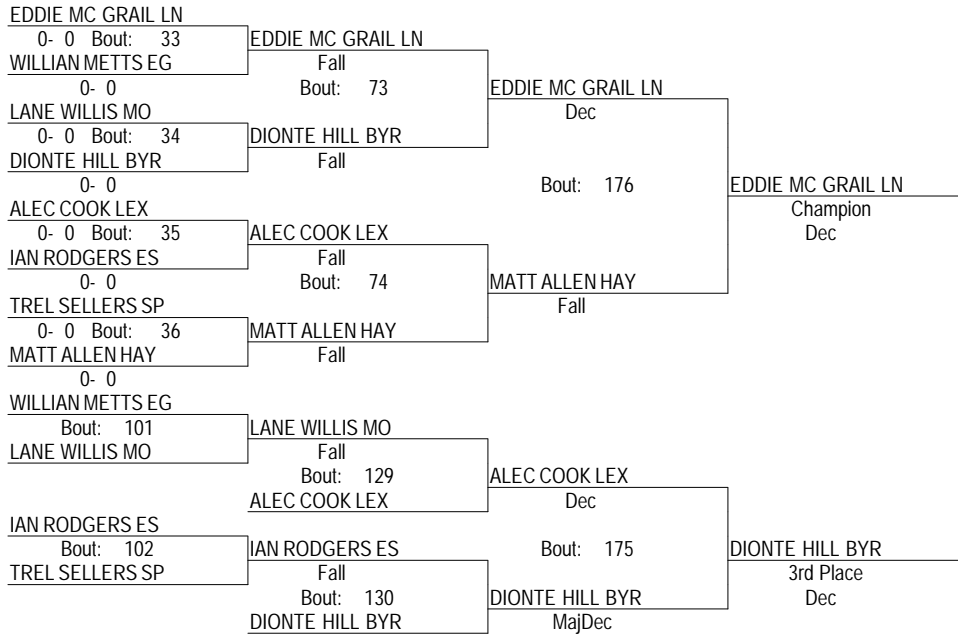 EDDIE MC GRAIL LN
0- 0 Bout: 33
EDDIE MC GRAIL LN
WILLIAN METTS EG
Fall
0- 0
Bout: 73
EDDIE MC GRAIL LN
LANE WILLIS MO
Dec
0- 0 Bout: 34
DIONTE HILL BYR
DIONTE HILL BYR
Fall
0- 0
Bout: 176
EDDIE MC GRAIL LN
ALEC COOK LEX
Champion
0- 0 Bout: 35
ALEC COOK LEX
Dec
IAN RODGERS ES
Fall
0- 0
Bout: 74
MATT ALLEN HAY
TREL SELLERS SP
Fall
0- 0 Bout: 36
MATT ALLEN HAY
MATT ALLEN HAY
Fall
0- 0
WILLIAN METTS EG
Bout: 101
LANE WILLIS MO
LANE WILLIS MO
Fall
Bout: 129
ALEC COOK LEX
ALEC COOK LEX
Dec
IAN RODGERS ES
Bout: 102
IAN RODGERS ES
Bout: 175
DIONTE HILL BYR
TREL SELLERS SP
Fall
3rd Place
Bout: 130
DIONTE HILL BYR
Dec
DIONTE HILL BYR
MajDec